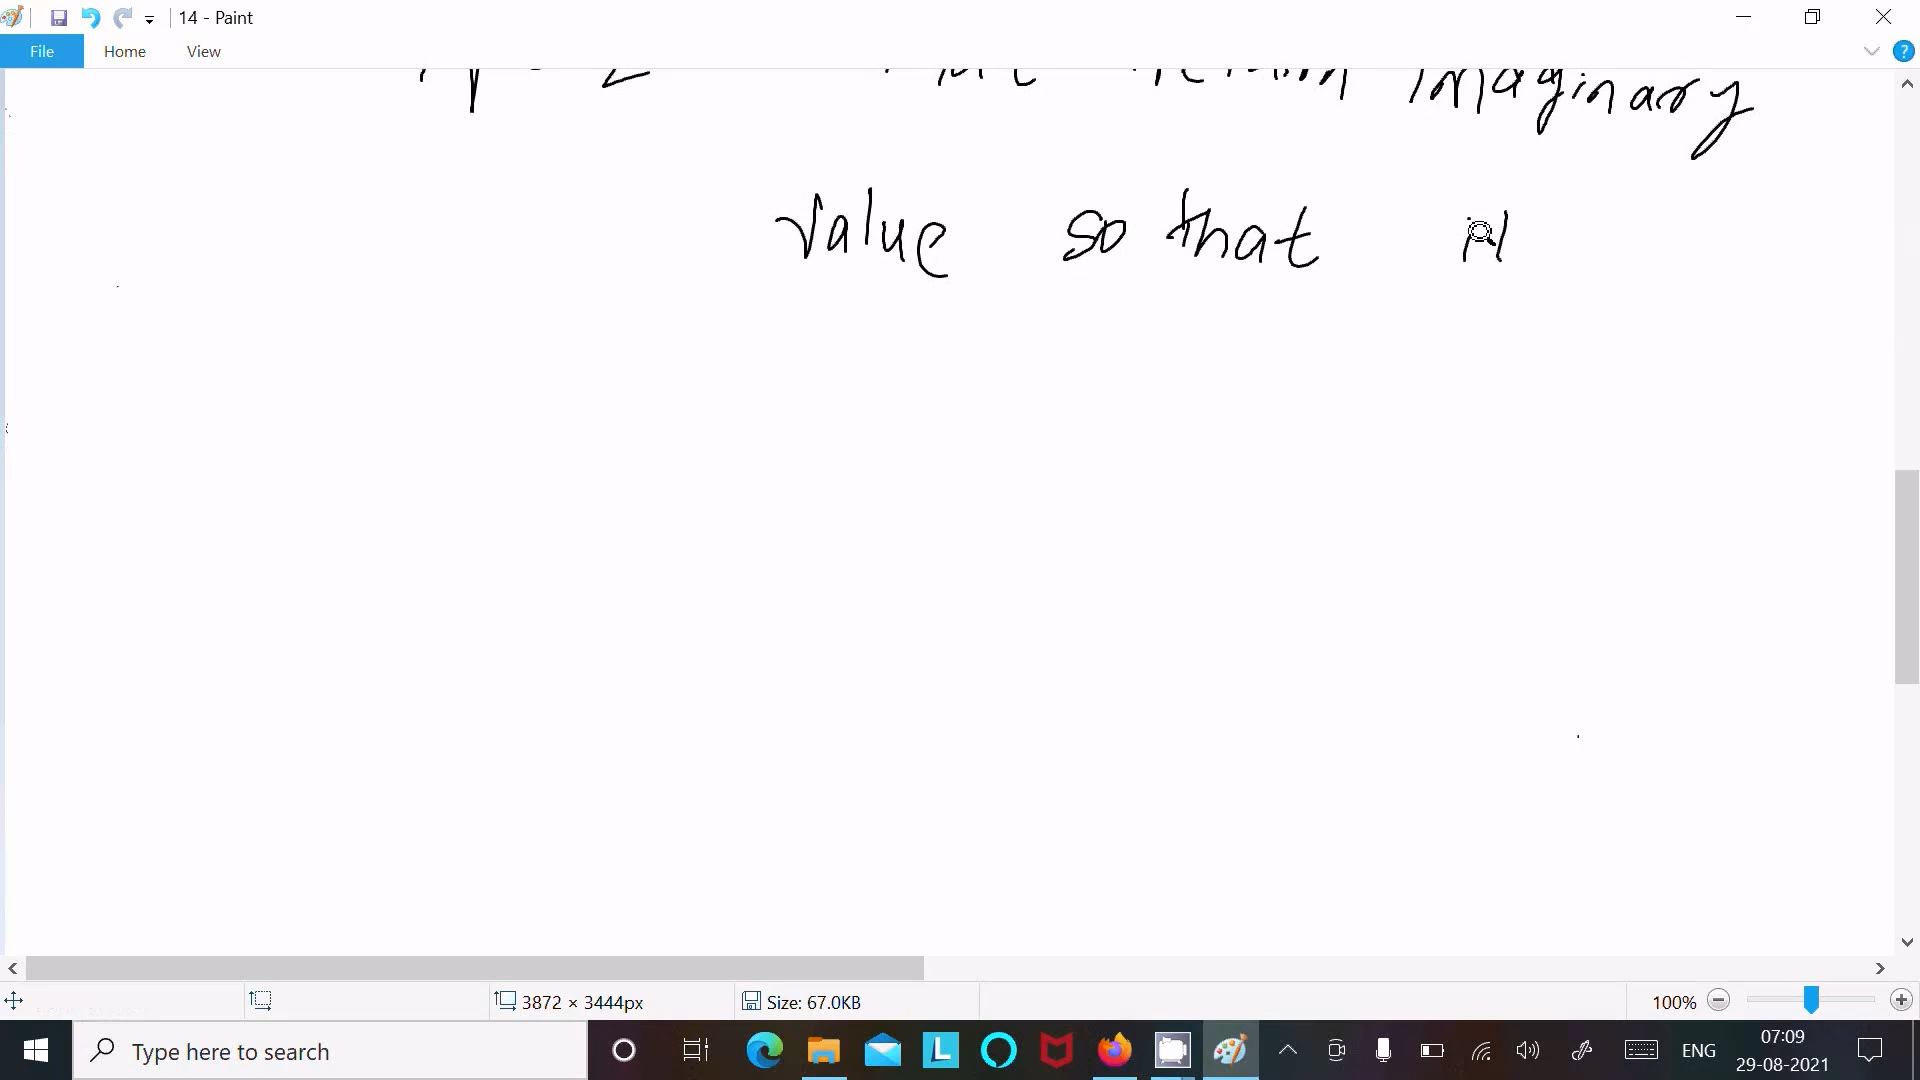 14 - Paint
File Home View
imaginary
value so that
3872 × 3444px Size: 67.0KB 100%
Type here to search
ENG 07:09
29-08-2021